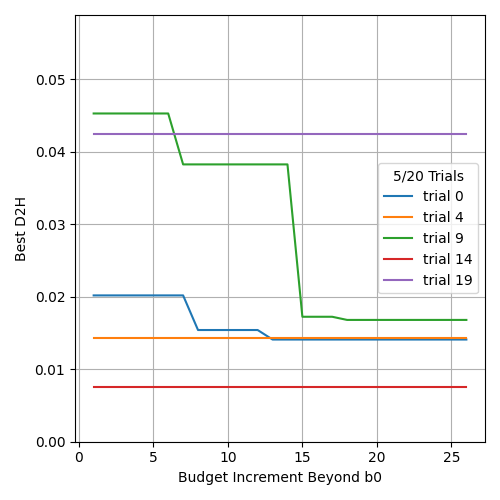 0.05
0.04
0.03
0.02
0.01
0.00
Best D2H
0 5 10 15 20 25
Budget Increment Beyond b0
5/20 Trials
trial 0
trial 4
trial 9
trial 14
trial 19